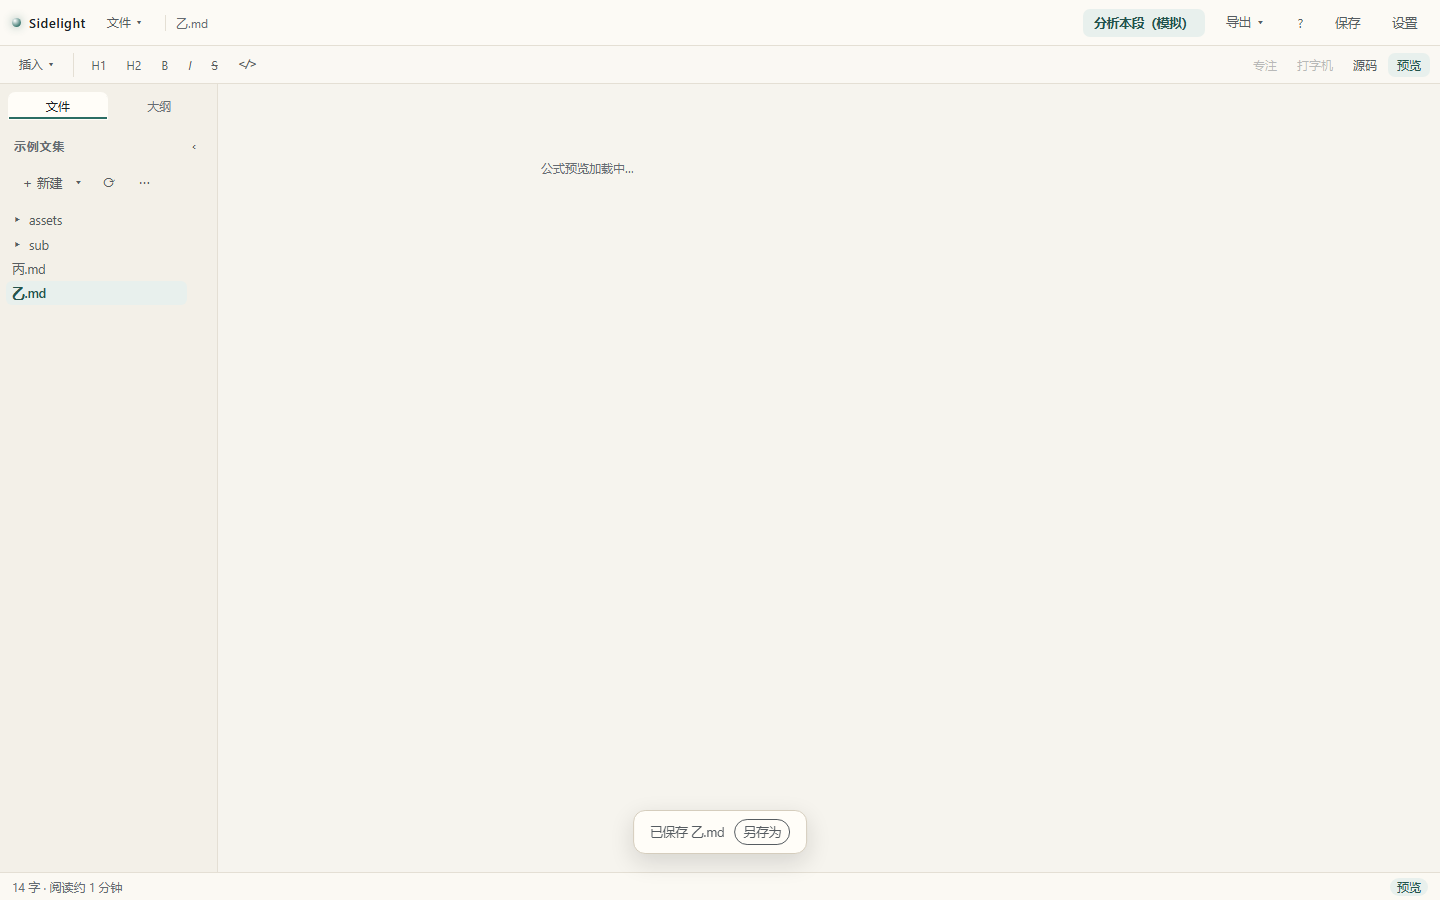 Sidelight 文件 乙.md 分析本段（模拟） 导出 ? 保存 设置
插入 H1 H2 B I S </> 专注 打字机 源码 预览
文件 大纲
示例文集
+ 新建 ...
assets
sub
丙.md
乙.md
公式预览加载中...
已保存 乙.md 另存为
14 字 · 阅读约 1 分钟 预览